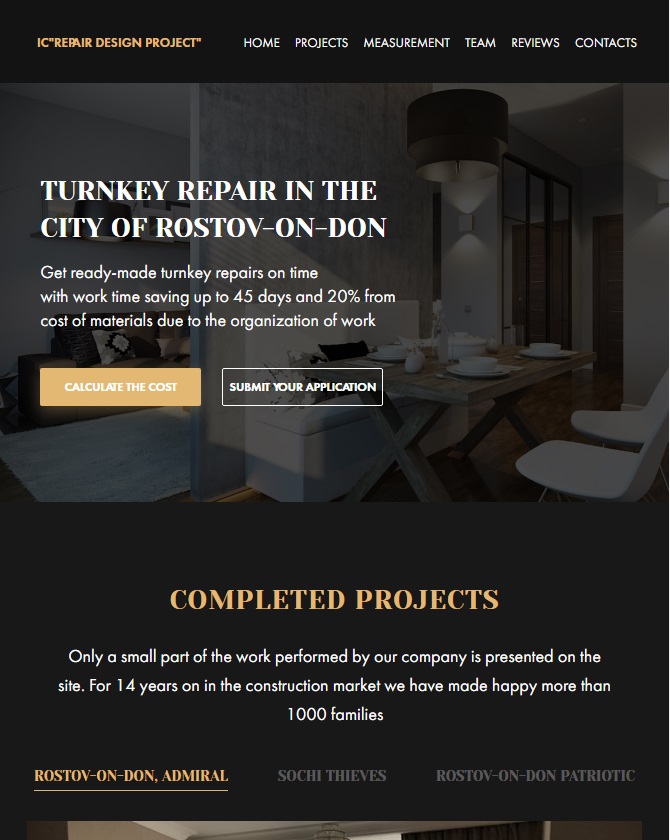 IC"REPAIR DESIGN PROJECT"
HOME PROJECTS MEASUREMENT TEAM REVIEWS CONTACTS
TURNKEY REPAIR IN THE
CITY OF ROSTOV-ON-DON
Get ready-made turnkey repairs on time
with work time saving up to 45 days and 20% from
cost of materials due to the organization of work
CALCULATE THE COST
SUBMIT YOUR APPLICATION
COMPLETED PROJECTS
Only a small part of the work performed by our company is presented on the
site. For 14 years on in the construction market we have made happy more than
1000 families
ROSTOV-ON-DON, ADMIRAL
SOCHI THIEVES
ROSTOV-ON-DON PATRIOTIC